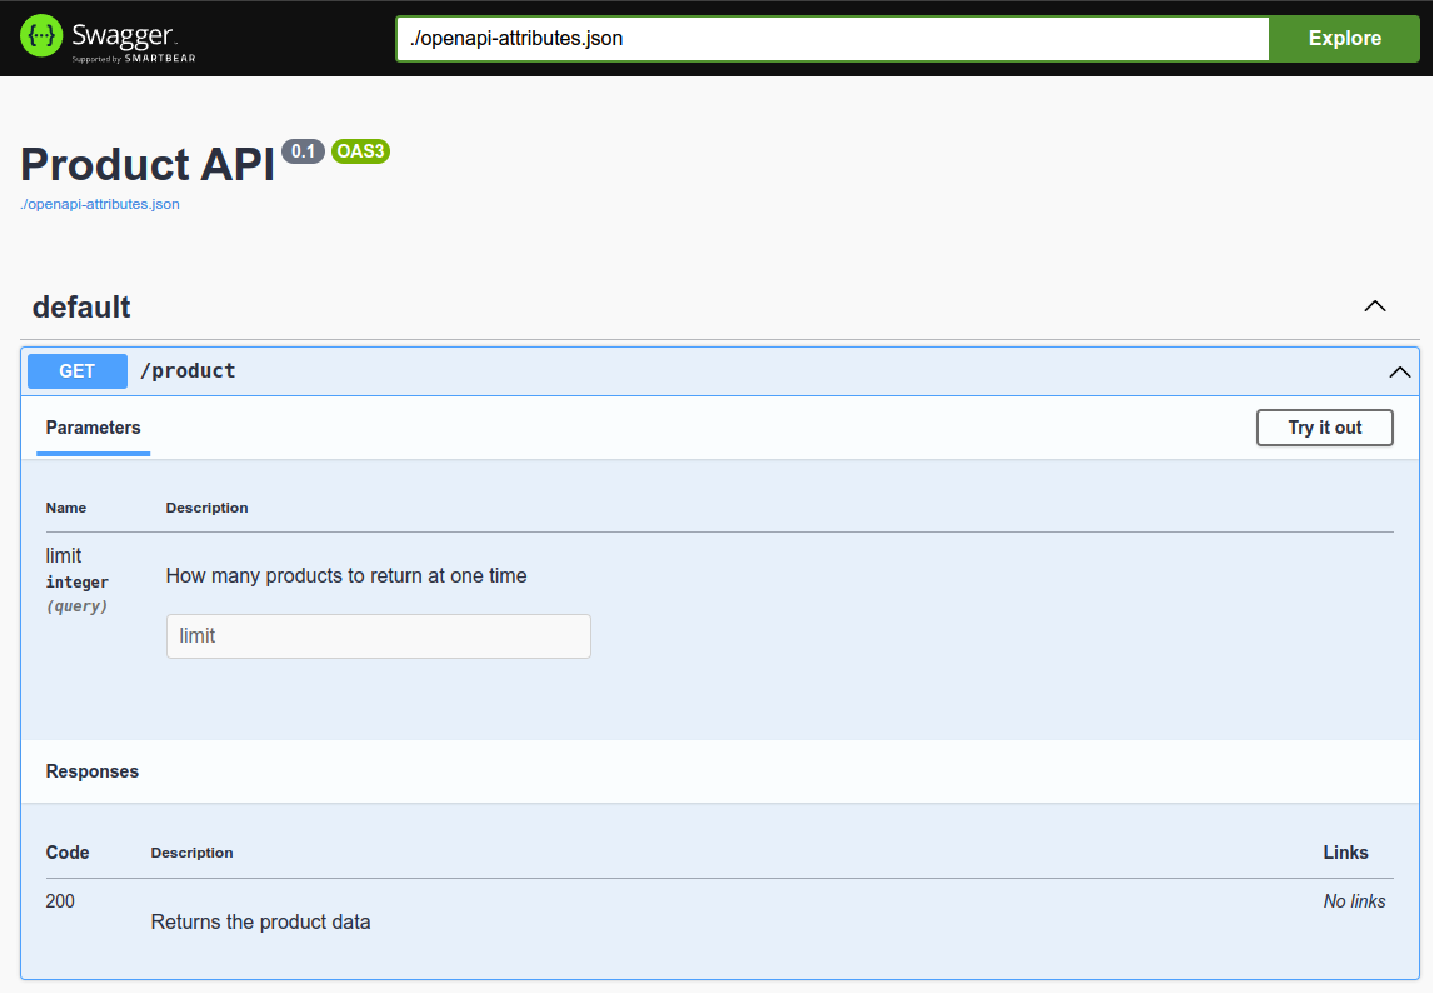 {···} Swagger
Supported by SMARTBEAR
./openapi-attributes.json
Explore
Product API 0.1 OAS3
./openapi-attributes.json
default
GET /product
Parameters
Try it out
Name Description
limit
integer
(query)
How many products to return at one time
limit
Responses
Code Description Links
200
Returns the product data
No links